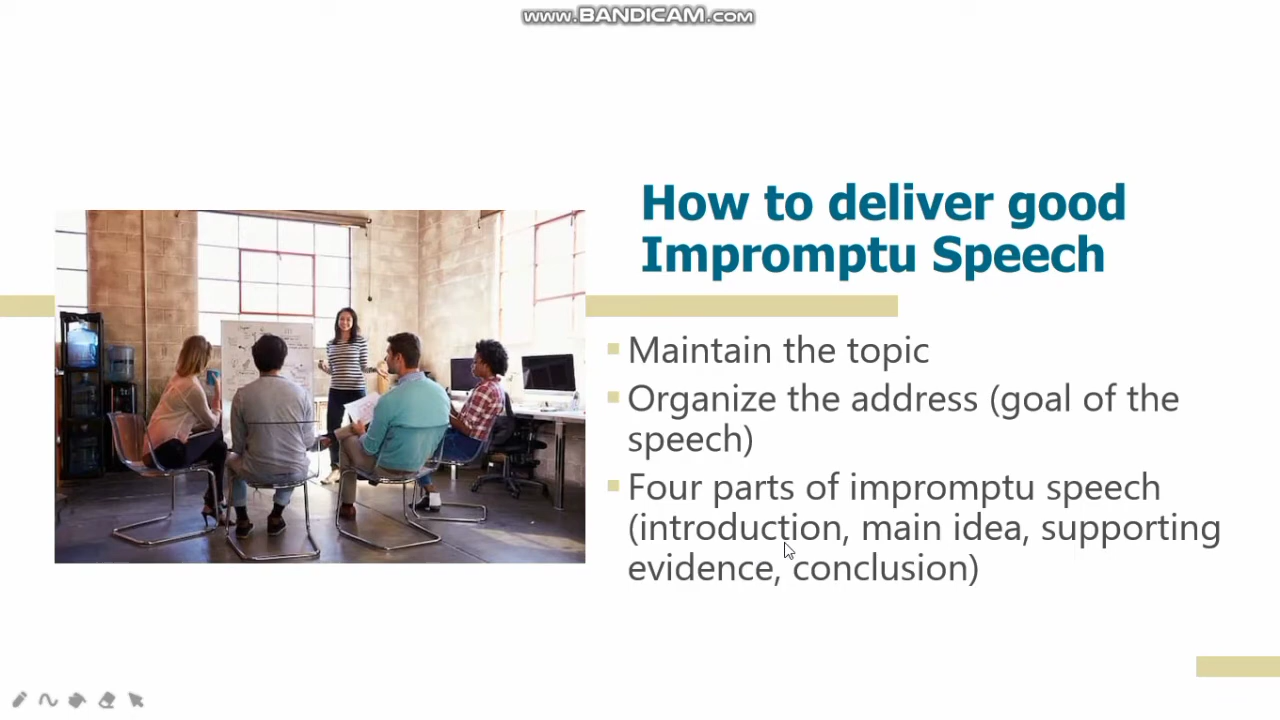 www.BANDICAM.com
How to deliver good
Impromptu Speech
Maintain the topic
Organize the address (goal of the
speech)
Four parts of impromptu speech
(introduction, main idea, supporting
evidence, conclusion)